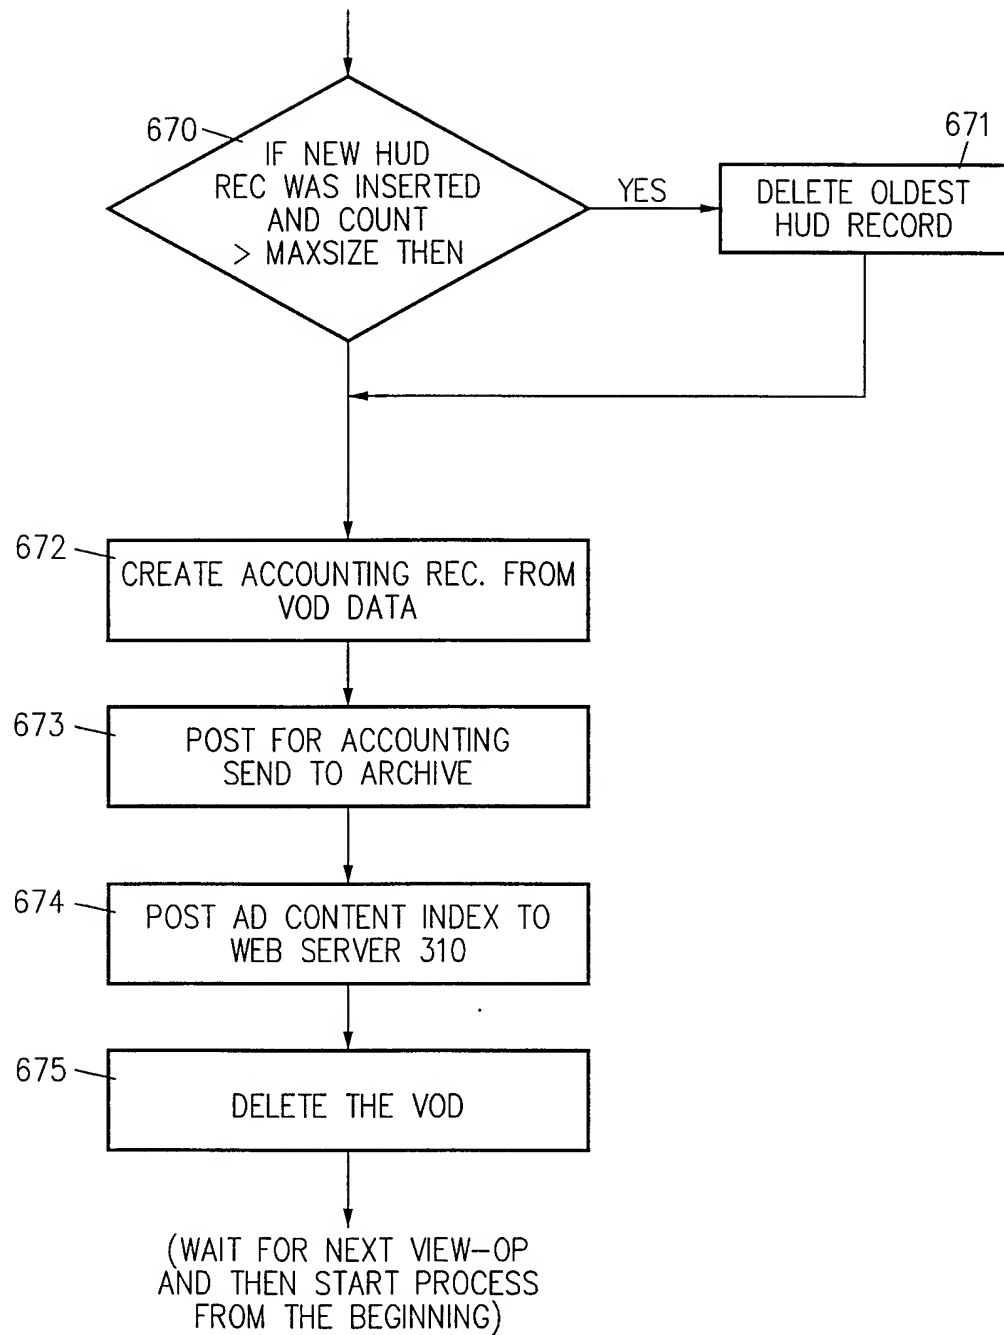 670
IF NEW HUD
REC WAS INSERTED
AND COUNT
> MAXSIZE THEN
YES
671
DELETE OLDEST
HUD RECORD
672
CREATE ACCOUNTING REC. FROM
VOD DATA
673
POST FOR ACCOUNTING
SEND TO ARCHIVE
674
POST AD CONTENT INDEX TO
WEB SERVER 310
675
DELETE THE VOD
(WAIT FOR NEXT VIEW-OP
AND THEN START PROCESS
FROM THE BEGINNING)